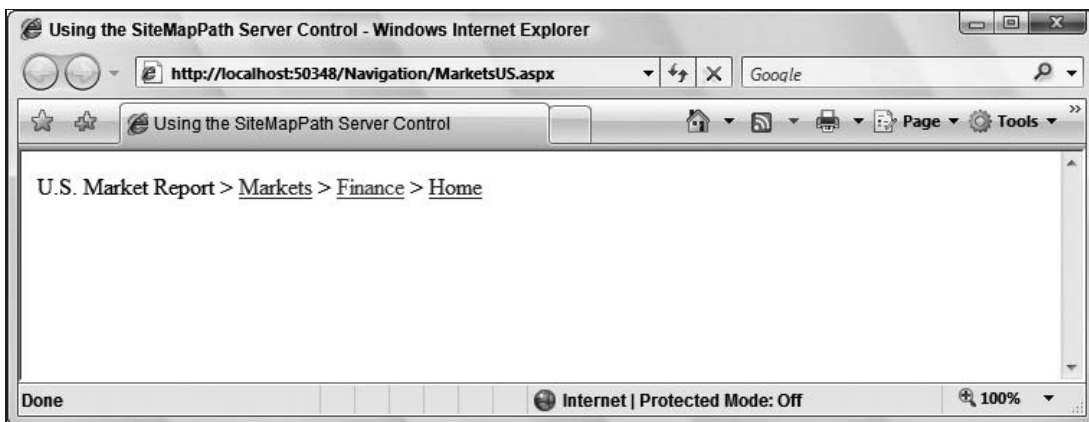 Using the SiteMapPath Server Control - Windows Internet Explorer
http://localhost:50348/Navigation/MarketsUS.aspx
Google
Using the SiteMapPath Server Control
Page
Tools
U.S. Market Report > Markets > Finance > Home
Done
Internet | Protected Mode: Off
100%